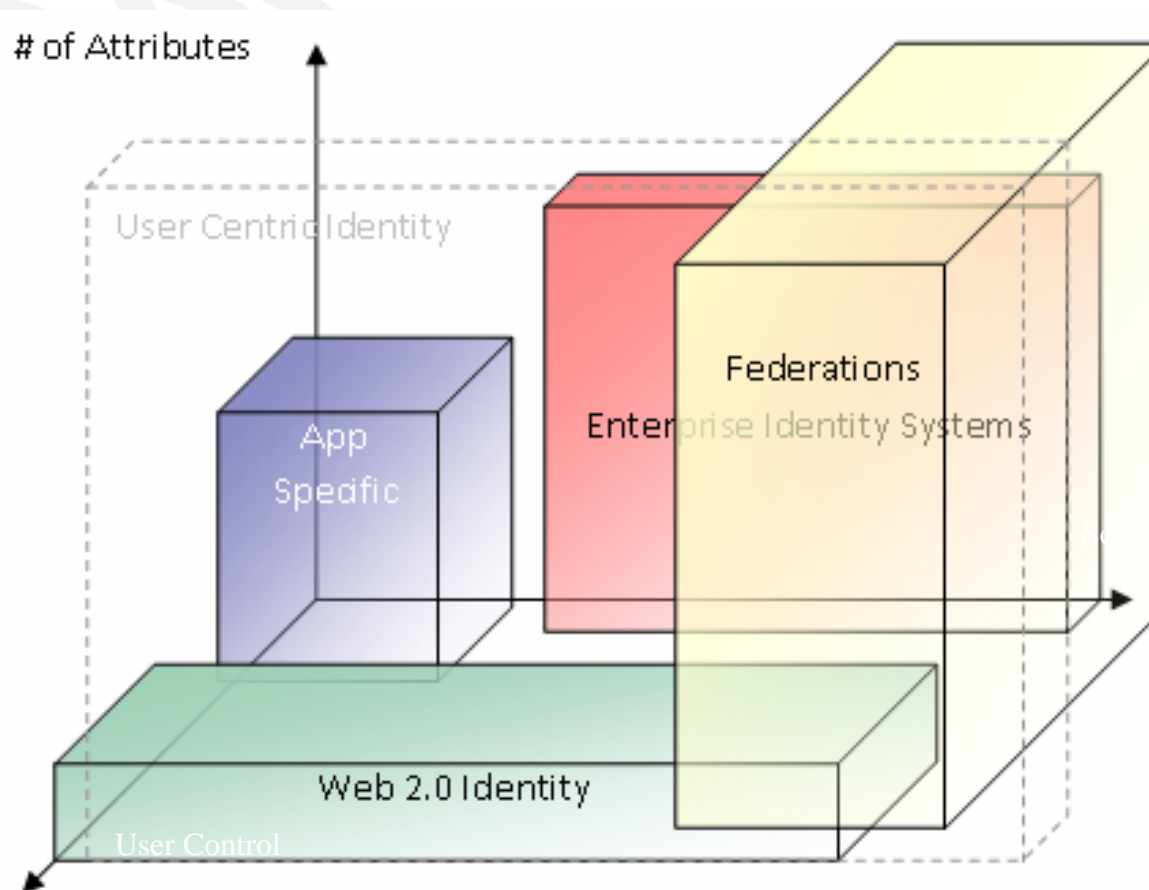 # of Attributes
User Centric Identity
Federations
App
Specific
Enterprise Identity Systems
Web 2.0 Identity
User Control